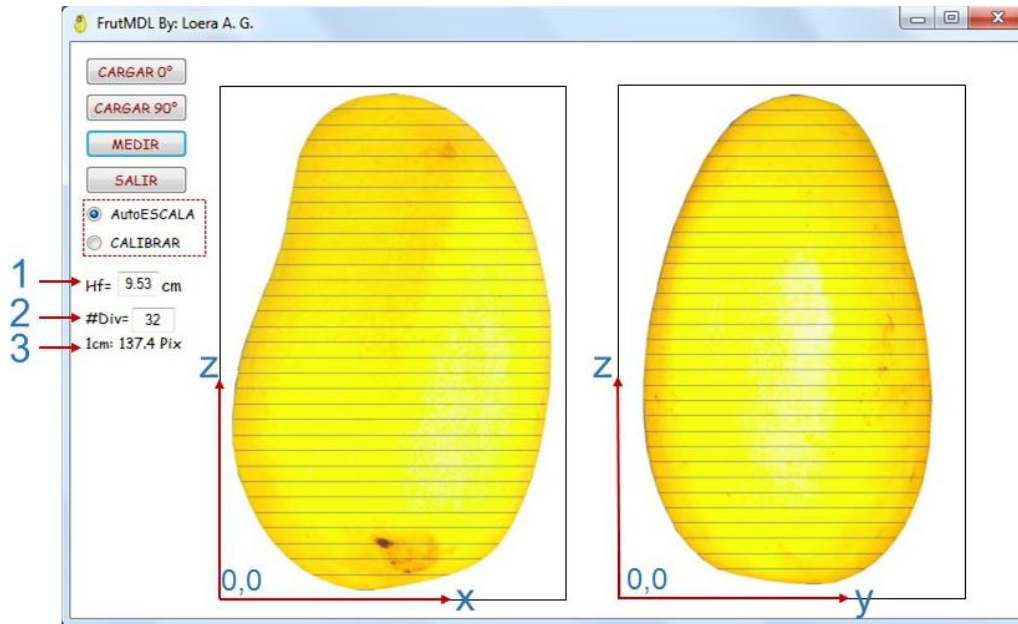 FrutMDL By: Loera A. G.
CARGAR 0°
CARGAR 90°
MEDIR
SALIR
AutoESCALA
CALIBRAR
1
Hf= 9.53 cm
2
#Div= 32
3
1cm: 137.4 Pix
z
0,0
x
z
0,0
y